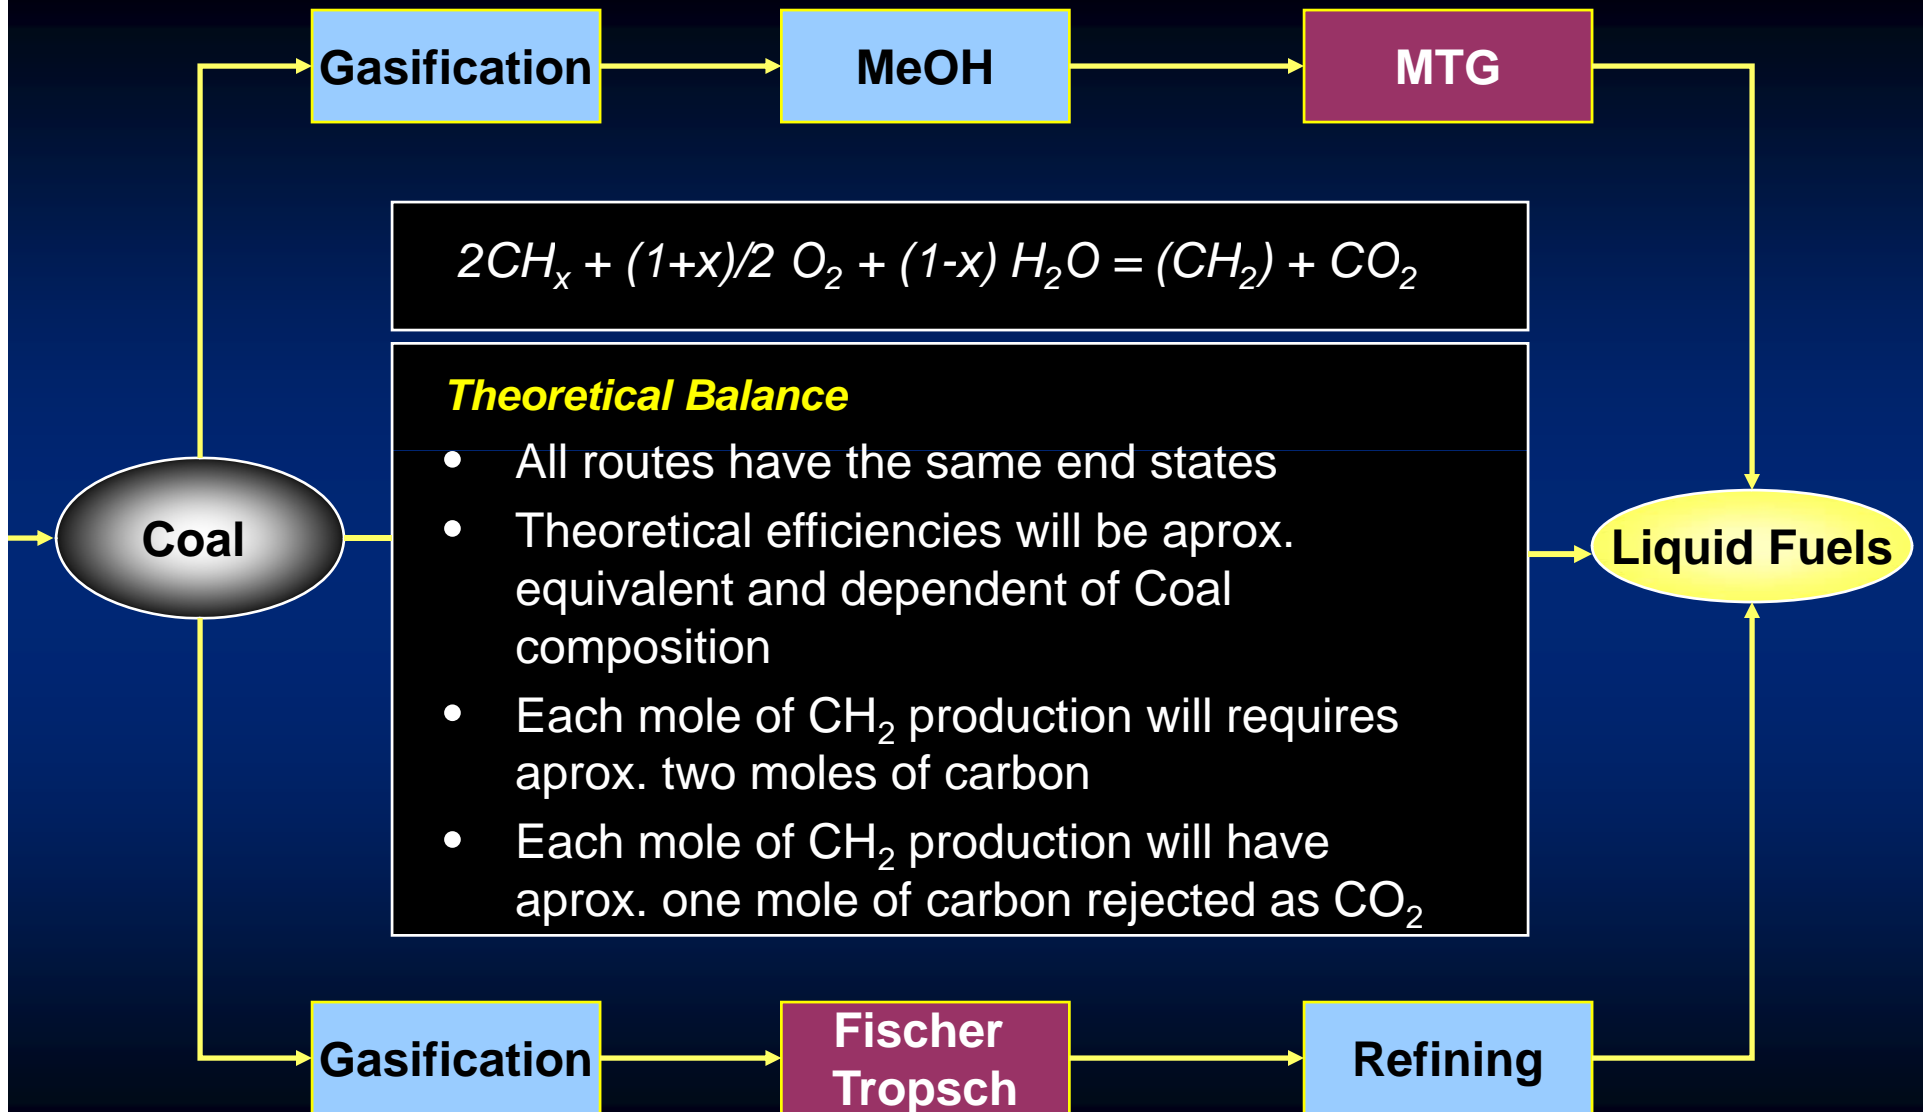 Gasification
MeOH
MTG
2CHₓ + (1+x)/2 O₂ + (1-x) H₂O = (CH₂) + CO₂
Theoretical Balance
• All routes have the same end states
• Theoretical efficiencies will be aprox.
equivalent and dependent of Coal
composition
• Each mole of CH₂ production will requires
aprox. two moles of carbon
• Each mole of CH₂ production will have
aprox. one mole of carbon rejected as CO₂
Coal
Liquid Fuels
Gasification
Fischer
Tropsch
Refining